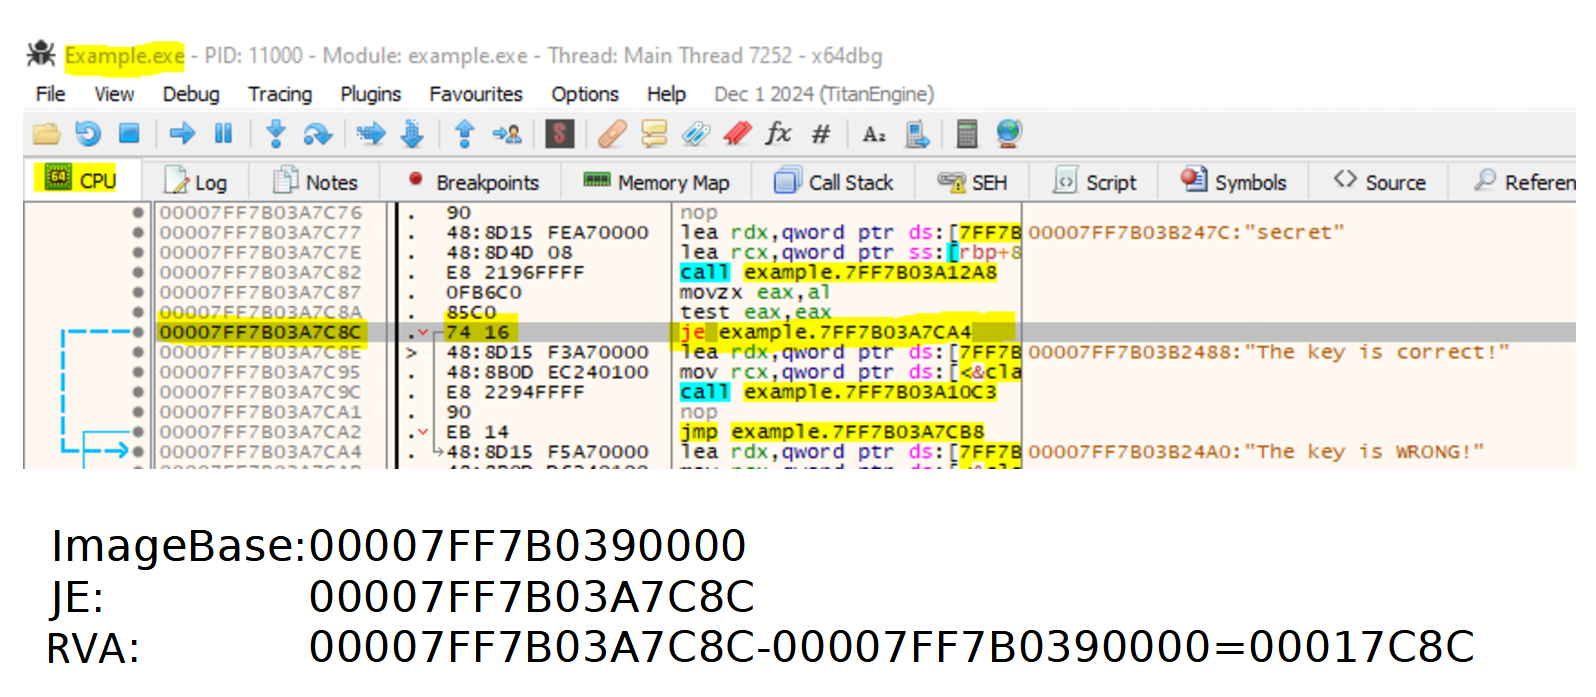 Example.exe - PID: 11000 - Module: example.exe - Thread: Main Thread 7252 - x64dbg
File View Debug Tracing Plugins Favourites Options Help Dec 1 2024 (TitanEngine)
CPU Log Notes Breakpoints Memory Map Call Stack SEH Script Symbols Source Referen
00007FF7B03A7C76 . 90 nop
00007FF7B03A7C77 . 48:8D15 FEA70000 lea rdx,qword ptr ds:[7FF7B 00007FF7B03B247C:"secret"
00007FF7B03A7C7E . 48:8D4D 08 lea rcx,qword ptr ss:[rbp+8
00007FF7B03A7C82 . E8 2196FFFF call example.7FF7B03A12A8
00007FF7B03A7C87 . 0FB6C0 movzx eax,al
00007FF7B03A7C8A . 85C0 test eax,eax
00007FF7B03A7C8C . 74 16 je example.7FF7B03A7CA4
00007FF7B03A7C8E > 48:8D15 F3A70000 lea rdx,qword ptr ds:[7FF7B 00007FF7B03B2488:"The key is correct!"
00007FF7B03A7C95 . 48:8B0D EC240100 mov rcx,qword ptr ds:[<&cla
00007FF7B03A7C9C . E8 2294FFFF call example.7FF7B03A10C3
00007FF7B03A7CA1 . 90 nop
00007FF7B03A7CA2 . EB 14 jmp example.7FF7B03A7CB8
00007FF7B03A7CA4 . 48:8D15 F5A70000 lea rdx,qword ptr ds:[7FF7B 00007FF7B03B24A0:"The key is WRONG!"
ImageBase:00007FF7B0390000
JE: 00007FF7B03A7C8C
RVA: 00007FF7B03A7C8C-00007FF7B0390000=00017C8C